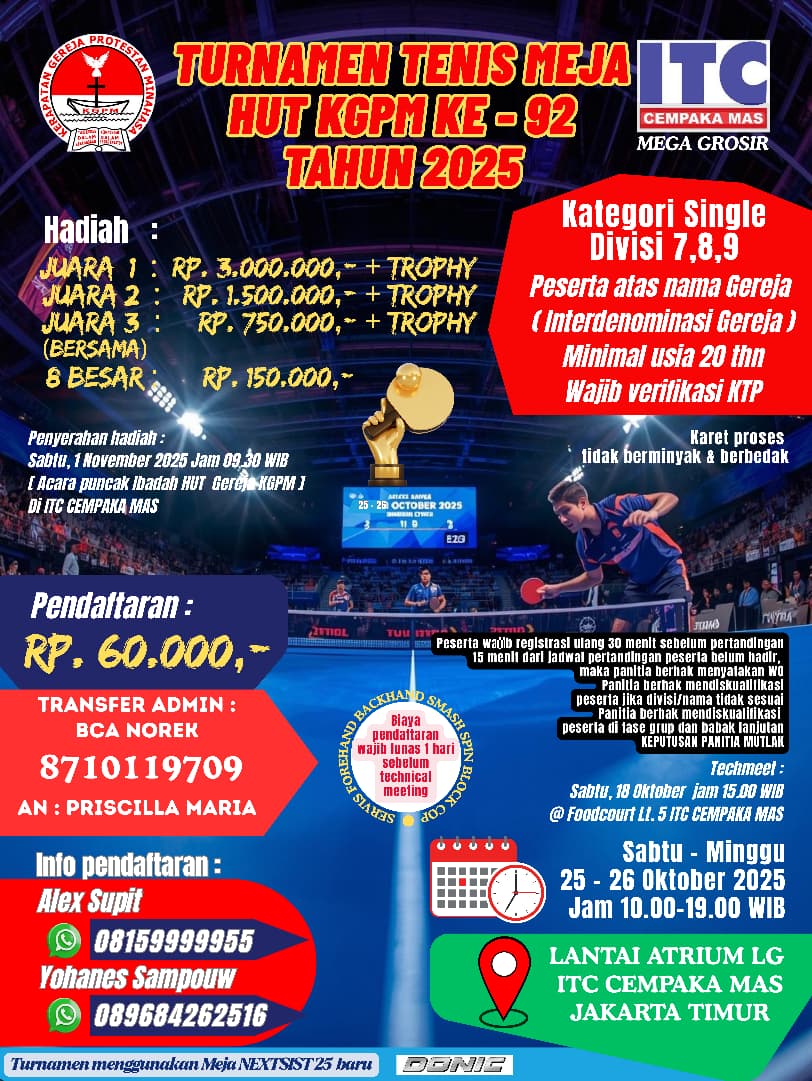 KERAPATAN GEREJA PROTESTAN MINAHASA
KGPM
TURNAMEN TENIS MEJA
HUT KGPM KE - 92
TAHUN 2025
ITC
CEMPAKA MAS
MEGA GROSIR
Hadiah :
JUARA 1 : RP. 3.000.000,- + TROPHY
JUARA 2 : RP. 1.500.000,- + TROPHY
JUARA 3 : RP. 750.000,- + TROPHY
(BERSAMA)
8 BESAR : RP. 150.000,-
Kategori Single
Divisi 7,8,9
Peserta atas nama Gereja
( Interdenominasi Gereja )
Minimal usia 20 thn
Wajib verifikasi KTP
Penyerahan hadiah :
Sabtu, 1 November 2025 Jam 09.30 WIB
[ Acara puncak ibadah HUT Gereja KGPM ]
Di ITC CEMPAKA MAS
Karet proses
tidak berminyak & berbedak
25 - 26 OCTOBER 2025
Pendaftaran :
RP. 60.000,-
TRANSFER ADMIN :
BCA NOREK
8710119709
AN : PRISCILLA MARIA
SERVIS FOREHAND BACKHAND SMASH SPIN BLOCK COP
Biaya
pendaftaran
wajib lunas 1 hari
sebelum
technical
meeting
Peserta wajib registrasi ulang 30 menit sebelum pertandingan
15 menit dari jadwal pertandingan peserta belum hadir,
maka panitia berhak menyatakan WO
Panitia berhak mendiskualifikasi
peserta jika divisi/nama tidak sesuai
Panitia berhak mendiskualifikasi
peserta di fase grup dan babak lanjutan
KEPUTUSAN PANITIA MUTLAK
Techmeet :
Sabtu, 18 Oktober jam 15.00 WIB
@ Foodcourt Lt. 5 ITC CEMPAKA MAS
Info pendaftaran :
Alex Supit
08159999955
Yohanes Sampouw
089684262516
Sabtu - Minggu
25 - 26 Oktober 2025
Jam 10.00-19.00 WIB
LANTAI ATRIUM LG
ITC CEMPAKA MAS
JAKARTA TIMUR
Turnamen menggunakan Meja NEXTSIST 25 baru
DONIC